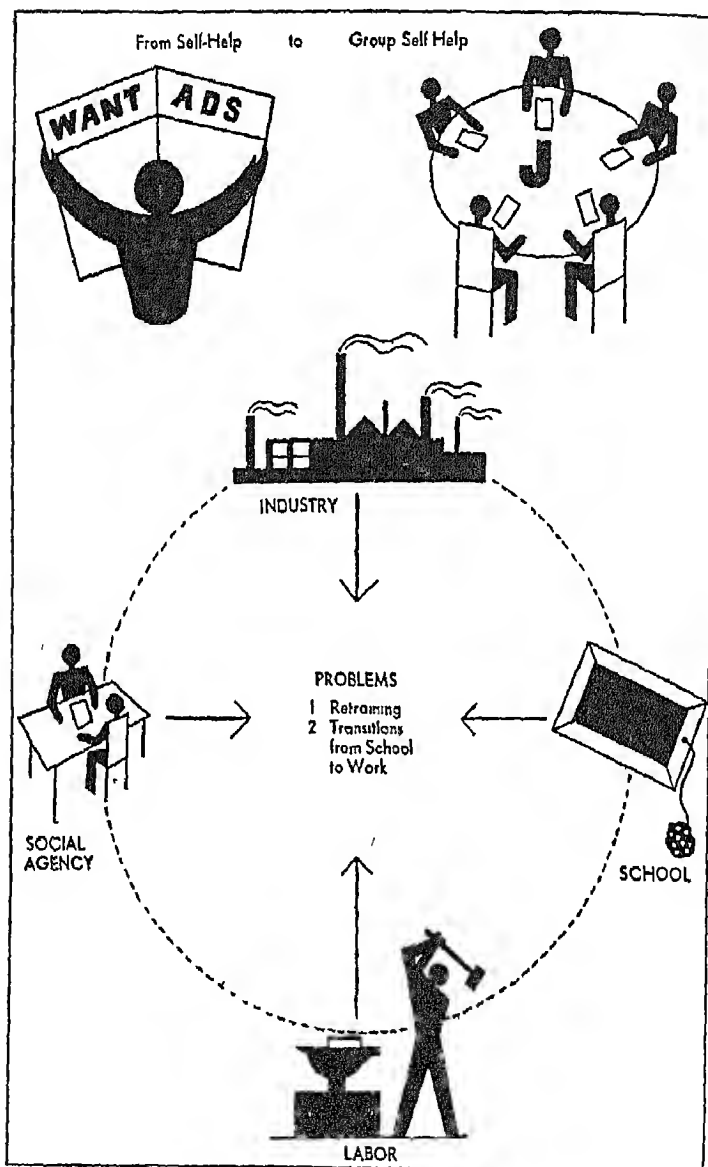 From Self-Help to Group Self Help
WANT ADS
J
INDUSTRY
PROBLEMS
1 Retraining
2 Transitions
from School
to Work
SOCIAL
AGENCY
SCHOOL
LABOR